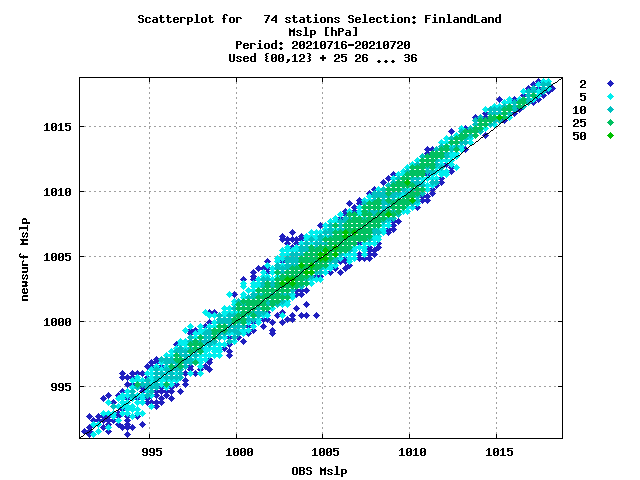 Scatterplot for   74 stations Selection: FinlandLand
Mslp [hPa]
Period: 20210716-20210720
Used {00,12} + 25 26 ... 36
2
5
10
25
50
1015
1010
1005
1000
995
newsurf Mslp
995 1000 1005 1010 1015
OBS Mslp